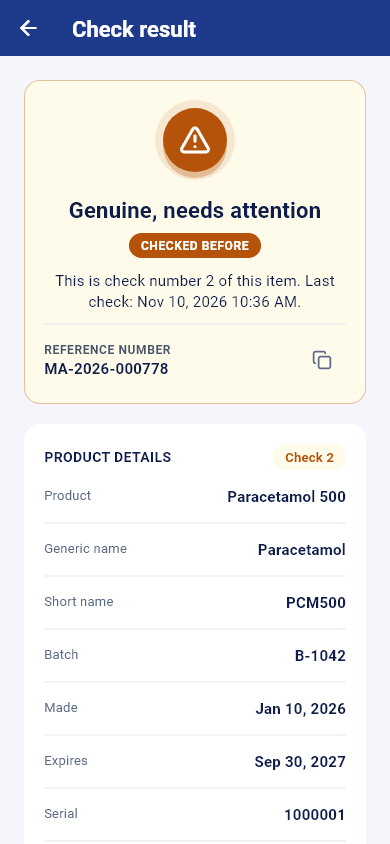 Check result
Genuine, needs attention
CHECKED BEFORE
This is check number 2 of this item. Last
check: Nov 10, 2026 10:36 AM.
REFERENCE NUMBER
MA-2026-000778
PRODUCT DETAILS
Check 2
Product
Paracetamol 500
Generic name
Paracetamol
Short name
PCM500
Batch
B-1042
Made
Jan 10, 2026
Expires
Sep 30, 2027
Serial
1000001